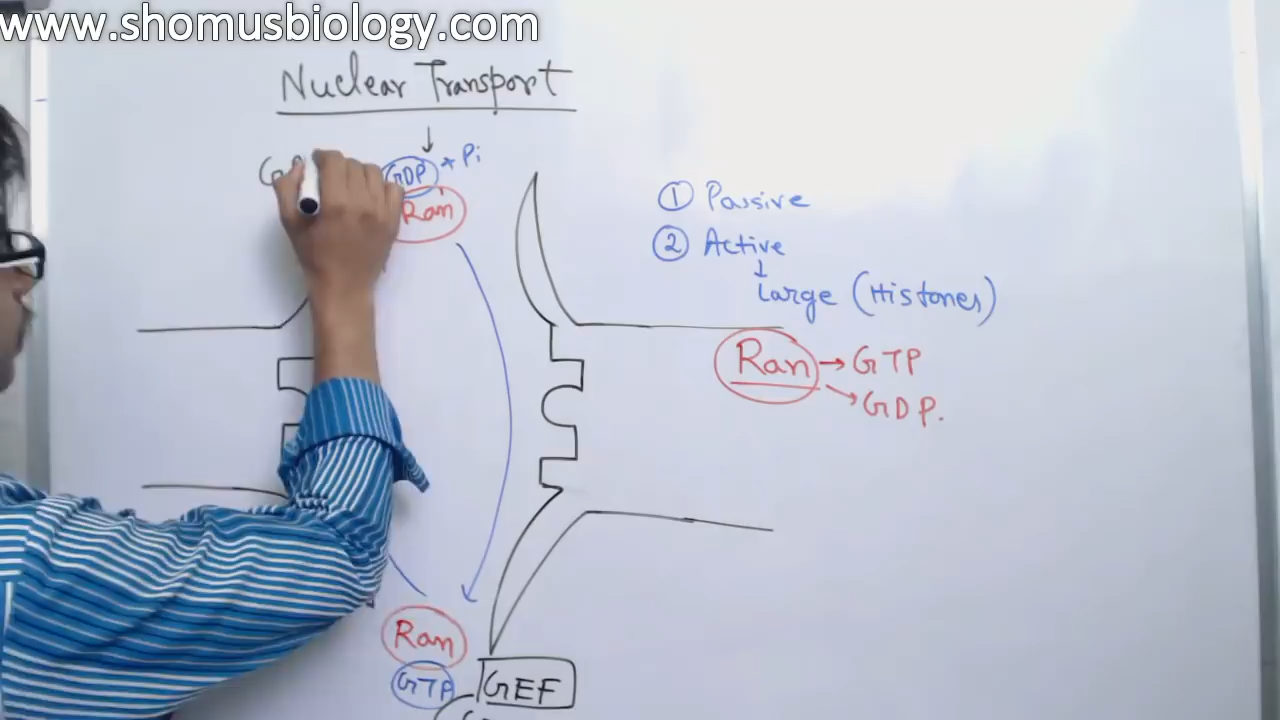 www.shomusbiology.com
Nuclear Transport
GDP + Pi
Ran
① Passive
② Active
Large (Histones)
Ran → GTP
→ GDP.
Ran
GTP
GEF